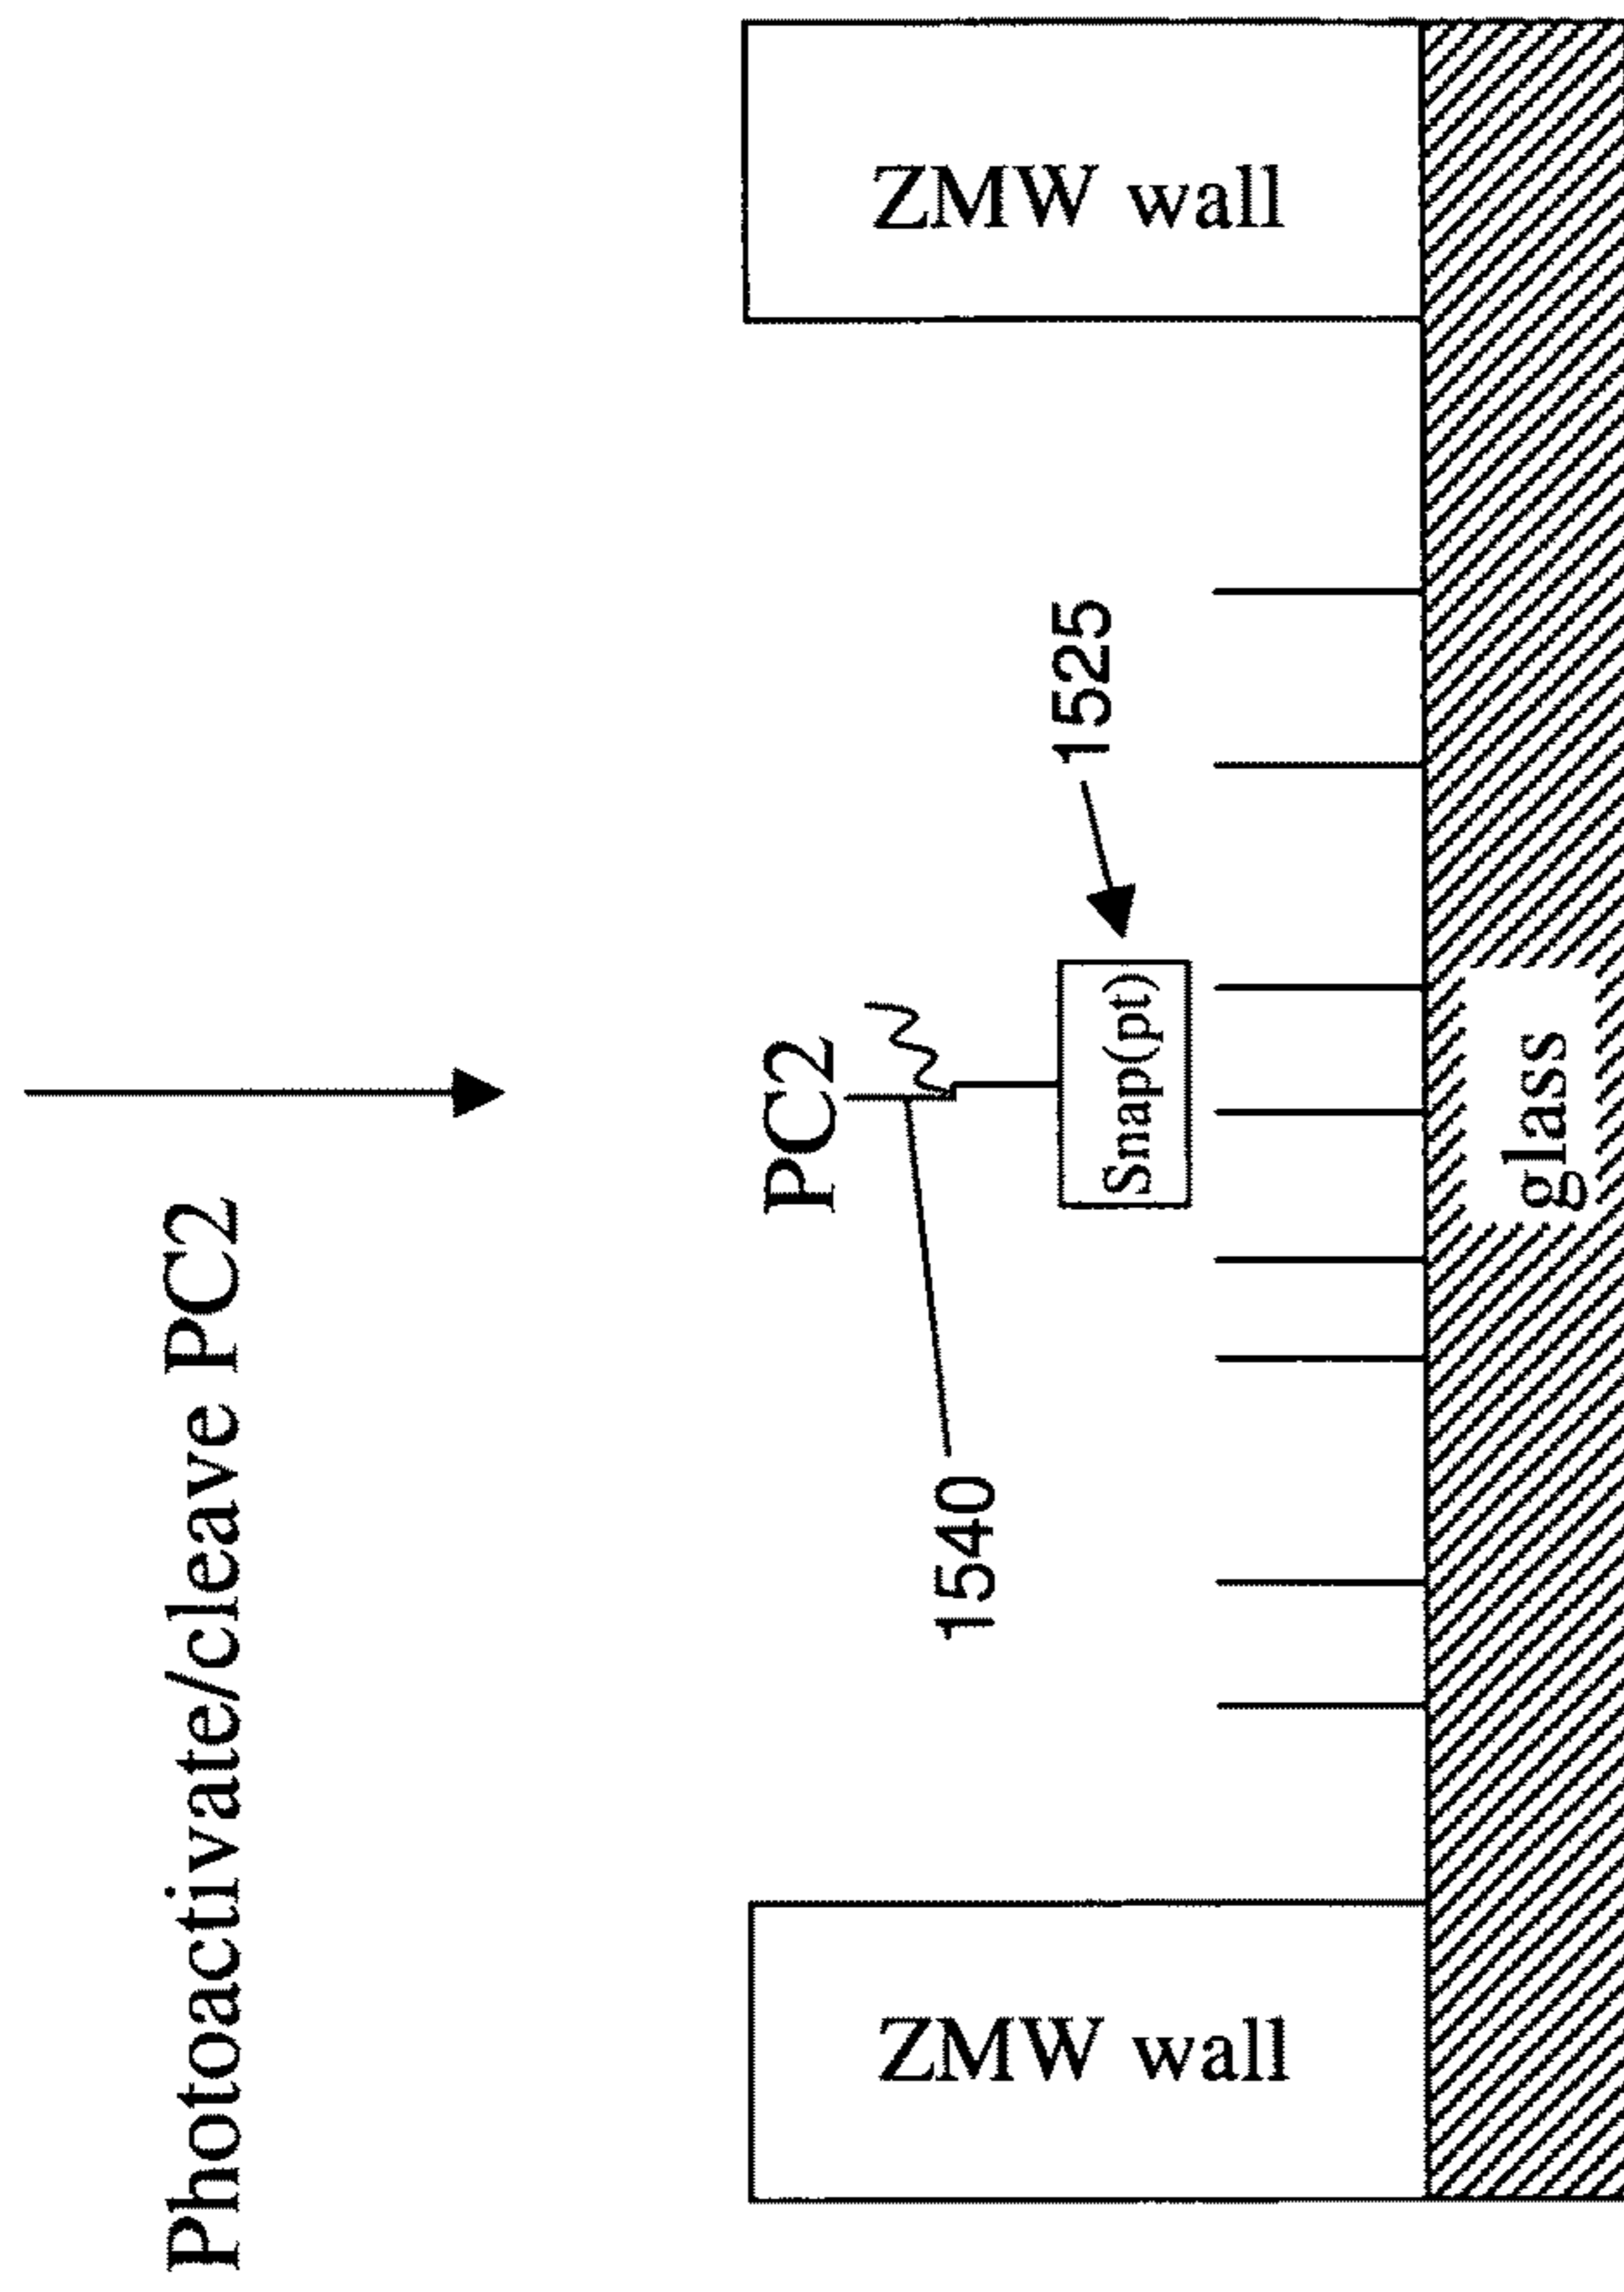 Photoactivate/cleave PC2
PC2
1540
1525
Snap(pt)
ZMW wall
ZMW wall
glass